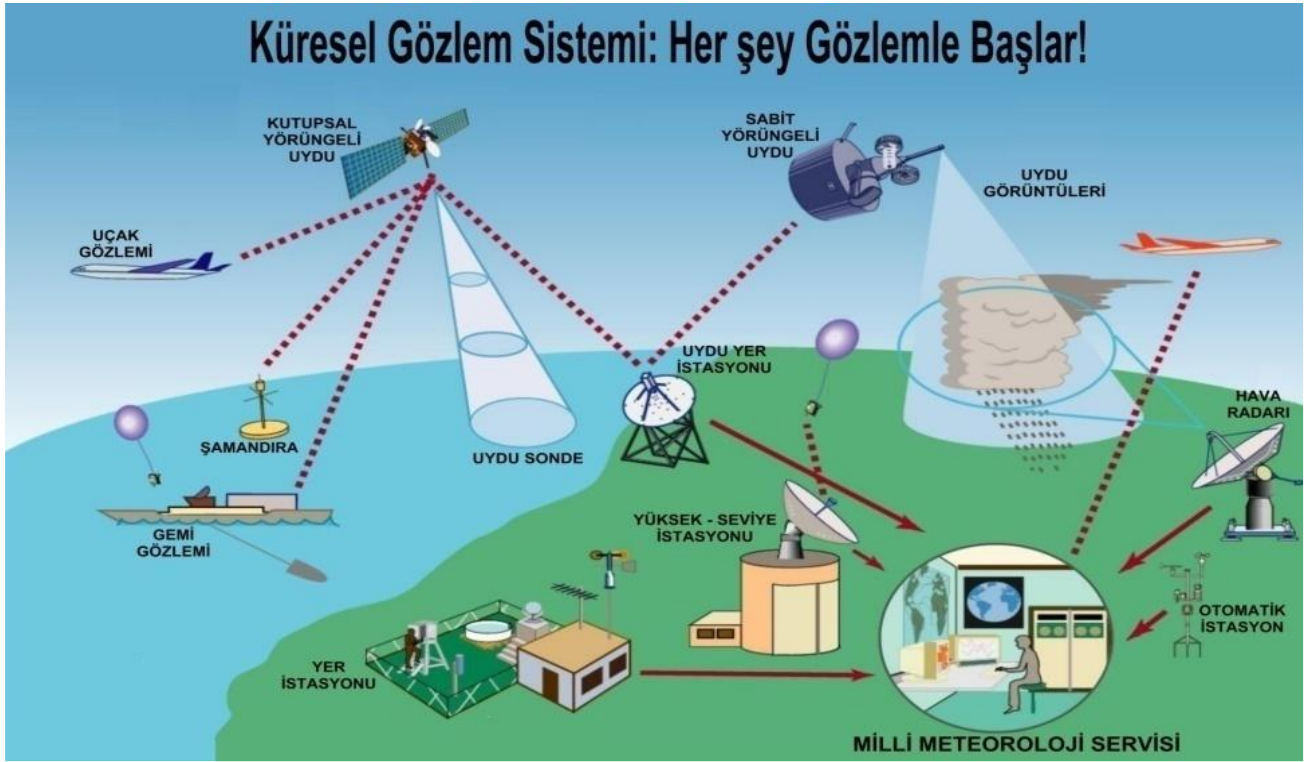 Küresel Gözlem Sistemi: Her şey Gözlemle Başlar!
KUTUPSAL
YÖRÜNGELİ
UYDU
SABİT
YÖRÜNGELİ
UYDU
UYDU
GÖRÜNTÜLERİ
UÇAK
GÖZLEMİ
UYDU YER
İSTASYONU
HAVA
RADARI
ŞAMANDIRA
UYDU SONDE
GEMİ
GÖZLEMİ
YÜKSEK - SEVİYE
İSTASYONU
OTOMATİK
İSTASYON
YER
İSTASYONU
MİLLİ METEOROLOJİ SERVİSİ